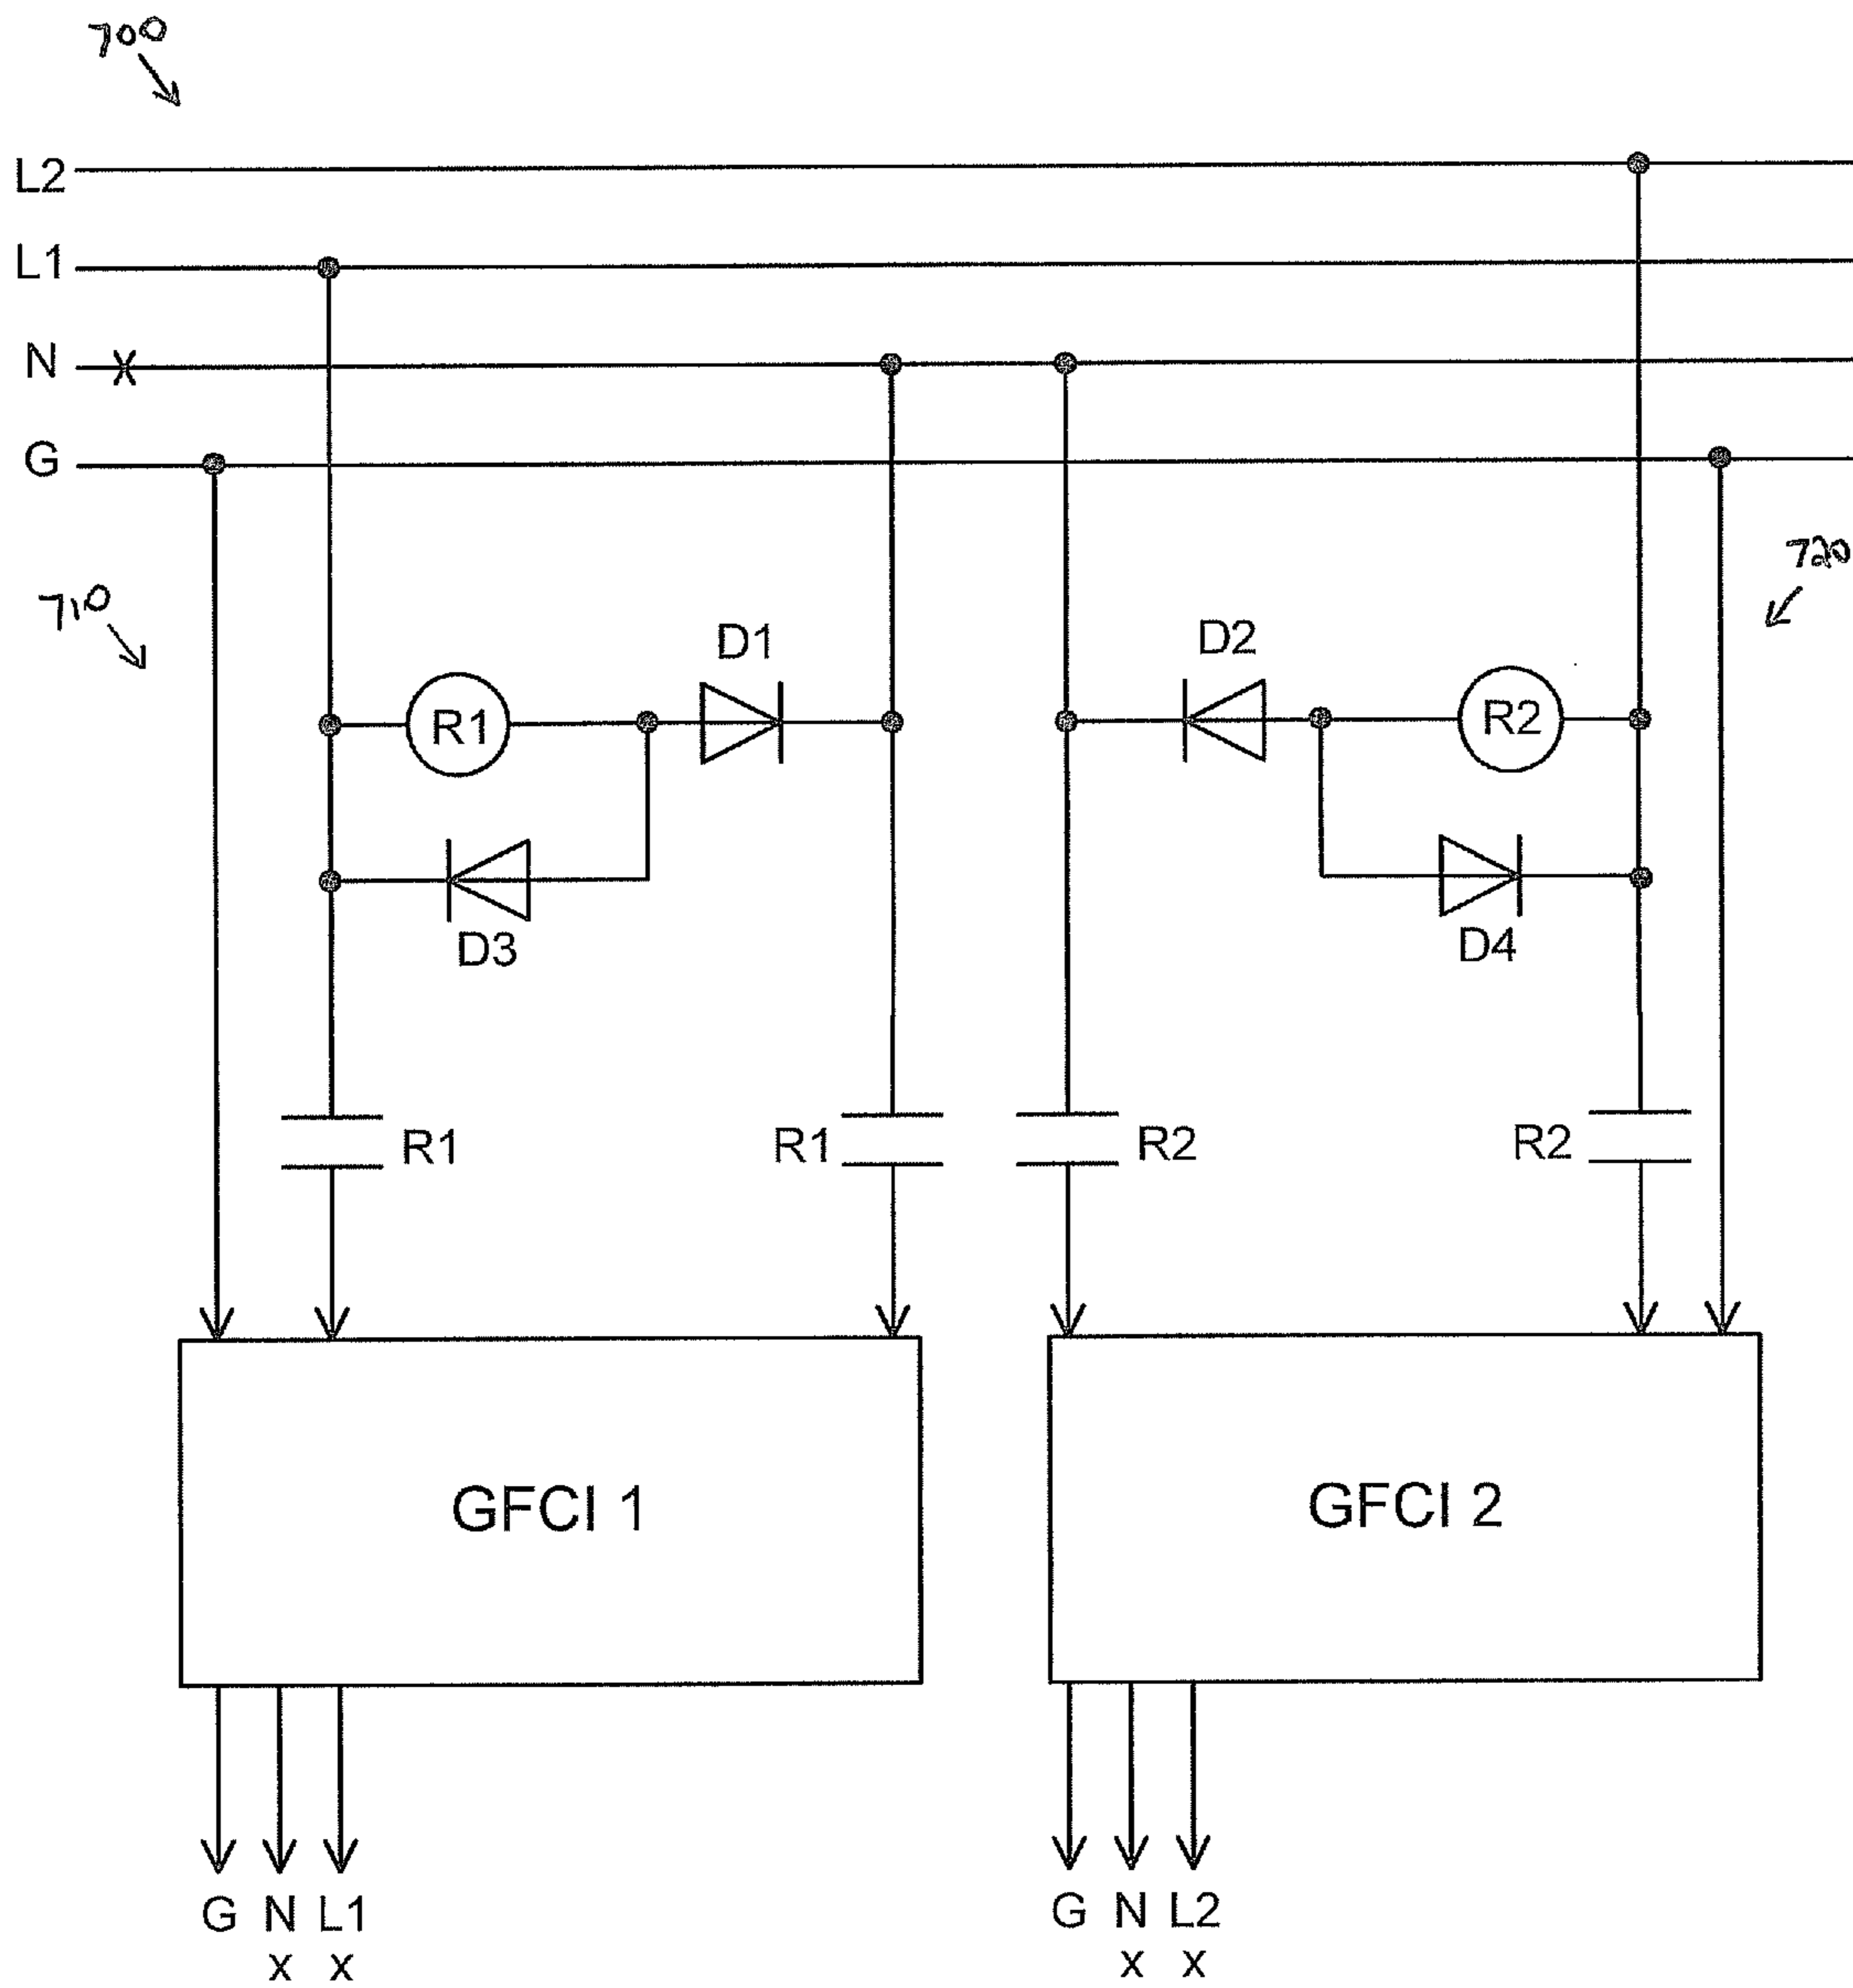 700
L2
L1
N x
G
710
720
D1 D2
R1 R2
D3 D4
R1 R1 R2 R2
GFCI 1 GFCI 2
G N L1 G N L2
x x x x